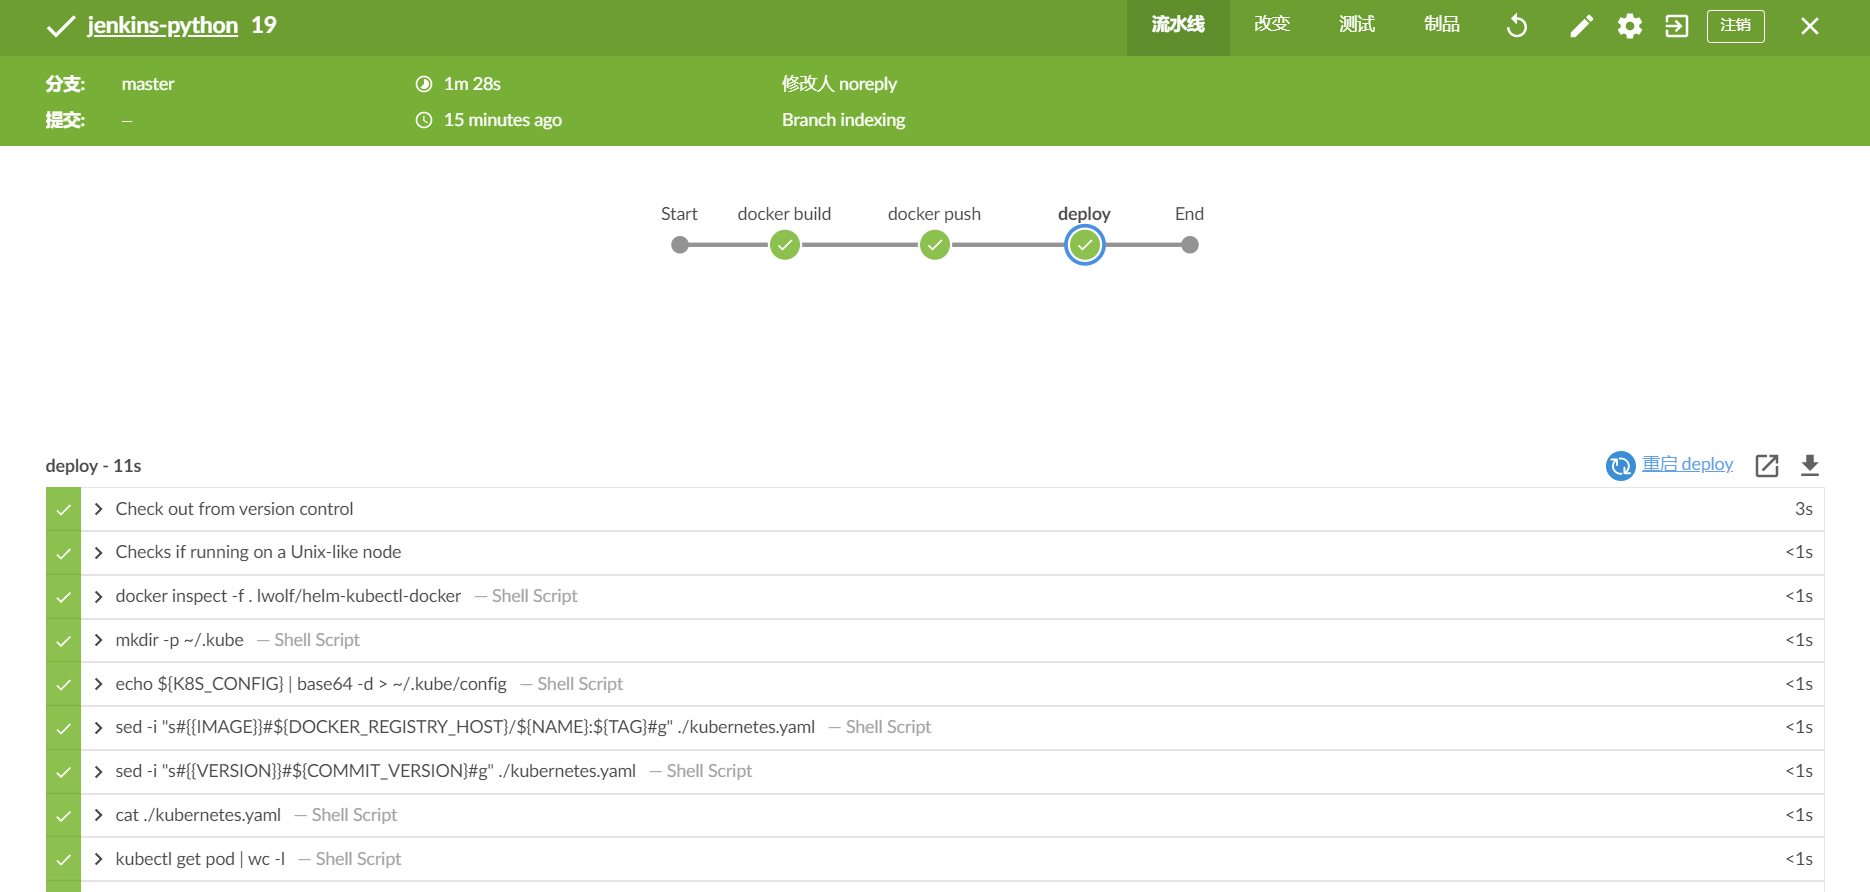 jenkins-python 19 流水线 改变 测试 制品 注销
分支: master 1m 28s 修改人 noreply
提交: – 15 minutes ago Branch indexing
Start docker build docker push deploy End
deploy - 11s 重启 deploy
Check out from version control 3s
Checks if running on a Unix-like node <1s
docker inspect -f . lwolf/helm-kubectl-docker — Shell Script <1s
mkdir -p ~/.kube — Shell Script <1s
echo ${K8S_CONFIG} | base64 -d > ~/.kube/config — Shell Script <1s
sed -i "s#{{IMAGE}}#${DOCKER_REGISTRY_HOST}/${NAME}:${TAG}#g" ./kubernetes.yaml — Shell Script <1s
sed -i "s#{{VERSION}}#${COMMIT_VERSION}#g" ./kubernetes.yaml — Shell Script <1s
cat ./kubernetes.yaml — Shell Script <1s
kubectl get pod | wc -l — Shell Script <1s